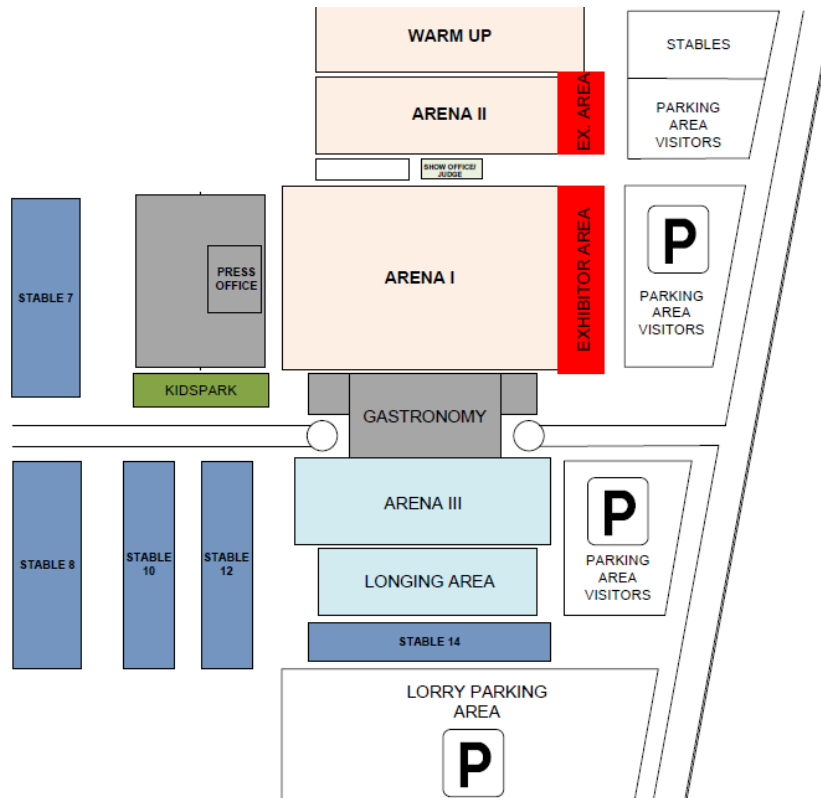 WARM UP
STABLES
ARENA II
EX. AREA
PARKING
AREA
VISITORS
SHOW OFFICE/
JUDGE
STABLE 7
PRESS
OFFICE
ARENA I
EXHIBITOR AREA
P
PARKING
AREA
VISITORS
KIDSPARK
GASTRONOMY
STABLE 8
STABLE
10
STABLE
12
ARENA III
P
PARKING
AREA
VISITORS
LONGING AREA
STABLE 14
LORRY PARKING
AREA
P